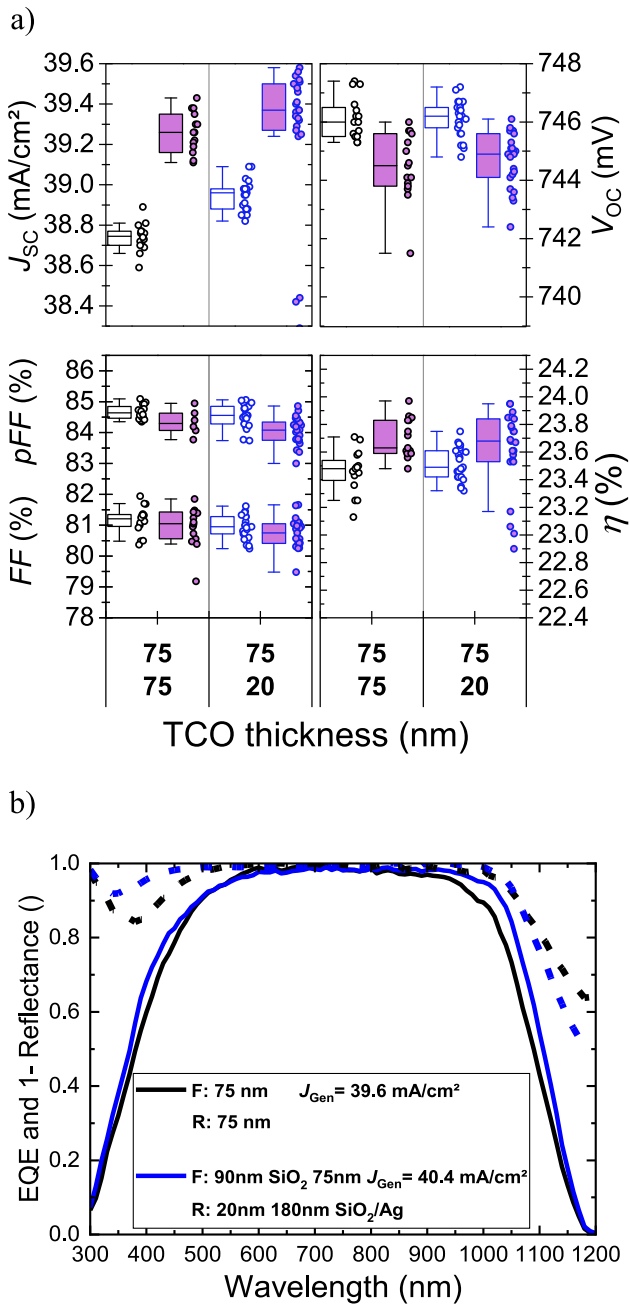 a)
39.6
39.4
39.2
39.0
38.8
38.6
38.4
J_SC (mA/cm²)
748
746
744
742
740
V_OC (mV)
86
85
84
83
82
81
80
79
78
FF (%) pFF (%)
24.2
24.0
23.8
23.6
23.4
23.2
23.0
22.8
22.6
22.4
η (%)
75 75 75 75
75 20 75 20
TCO thickness (nm)
b)
EQE and 1- Reflectance ()
1.0
0.8
0.6
0.4
0.2
0.0
F: 75 nm J_Gen= 39.6 mA/cm²
R: 75 nm
F: 90nm SiO₂ 75nm J_Gen= 40.4 mA/cm²
R: 20nm 180nm SiO₂/Ag
300 400 500 600 700 800 900 1000 1100 1200
Wavelength (nm)